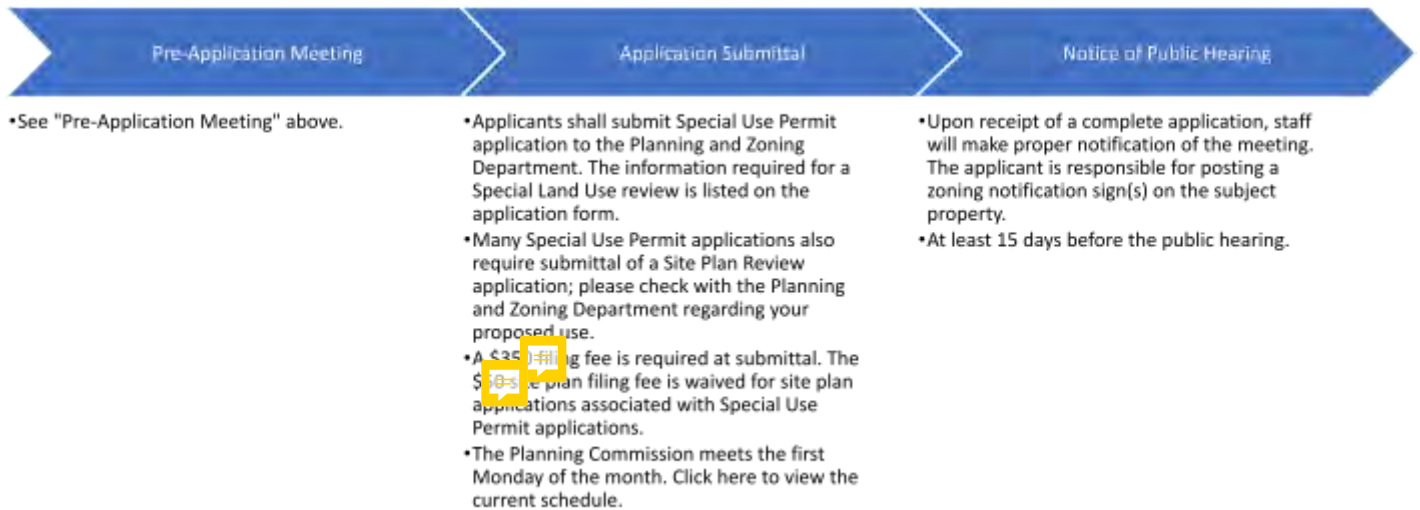 Pre-Application Meeting
Application Submittal
Notice of Public Hearing
•See "Pre-Application Meeting" above.
•Applicants shall submit Special Use Permit
application to the Planning and Zoning
Department. The information required for a
Special Land Use review is listed on the
application form.
•Many Special Use Permit applications also
require submittal of a Site Plan Review
application; please check with the Planning
and Zoning Department regarding your
proposed use.
•A $350 filing fee is required at submittal. The
site plan filing fee is waived for site plan
applications associated with Special Use
Permit applications.
•The Planning Commission meets the first
Monday of the month. Click here to view the
current schedule.
•Upon receipt of a complete application, staff
will make proper notification of the meeting.
The applicant is responsible for posting a
zoning notification sign(s) on the subject
property.
•At least 15 days before the public hearing.